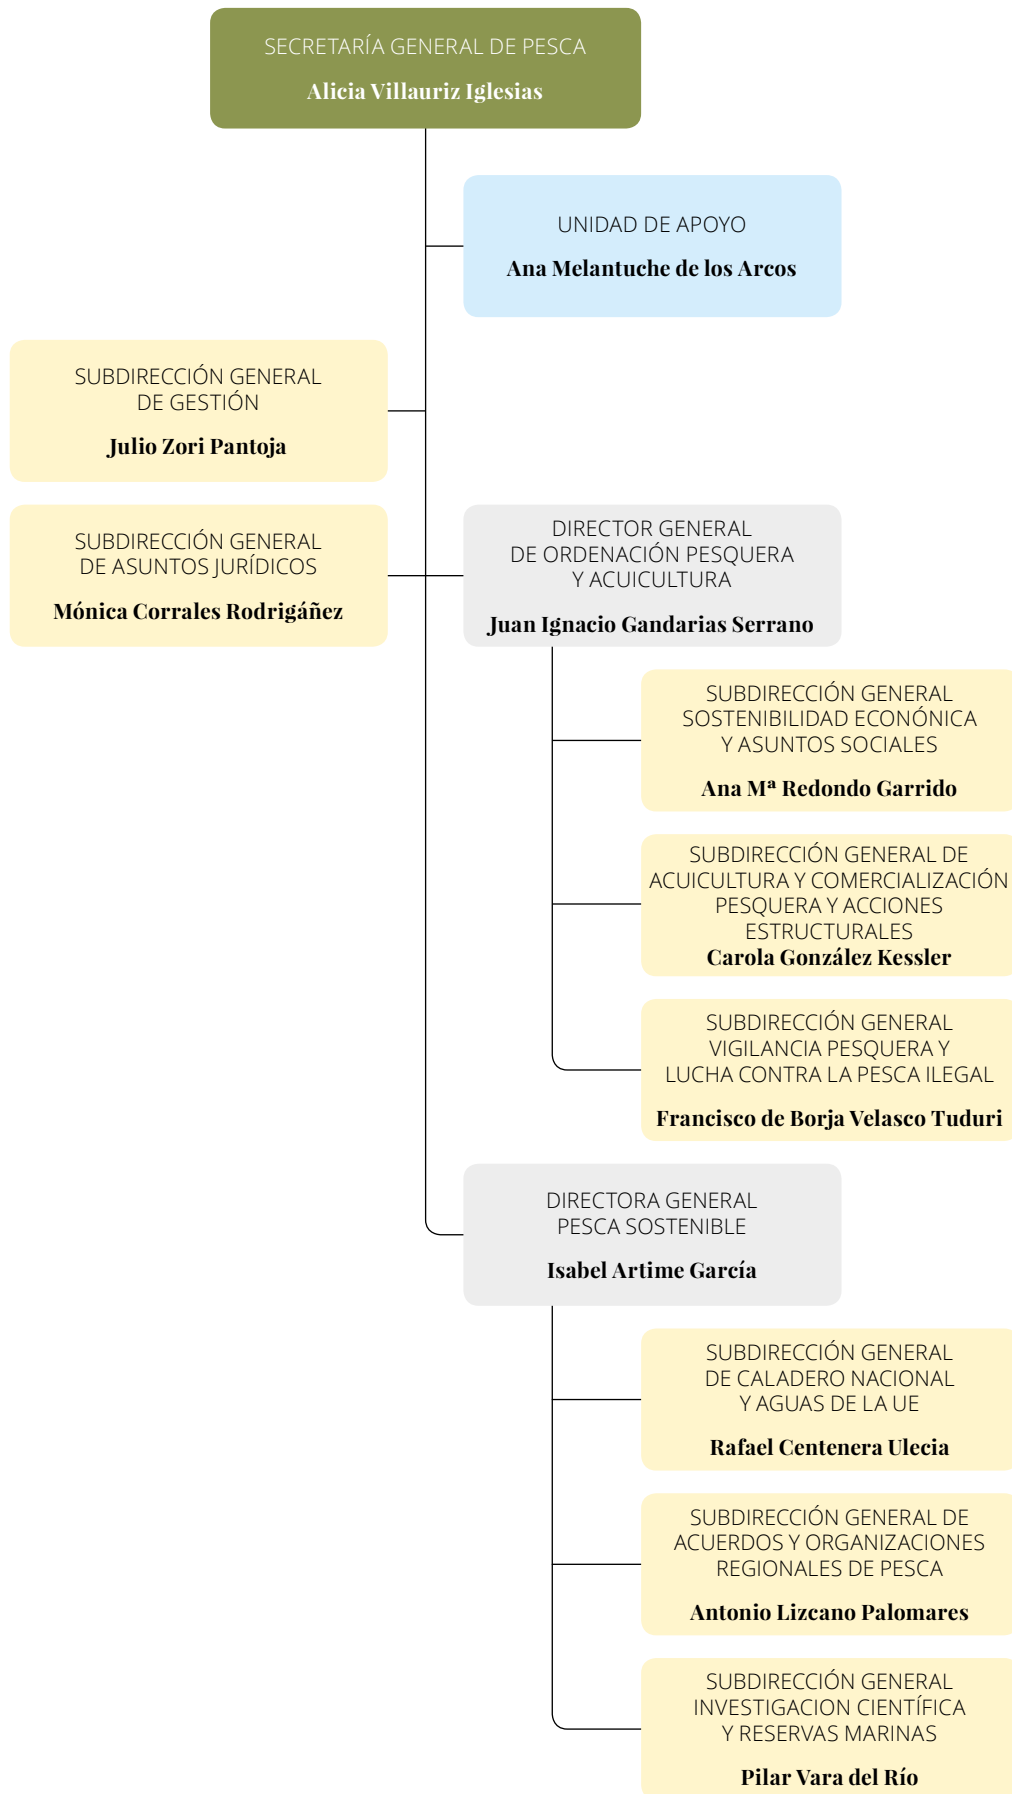 SECRETARÍA GENERAL DE PESCA
Alicia Villauriz Iglesias
UNIDAD DE APOYO
Ana Melantuche de los Arcos
SUBDIRECCIÓN GENERAL
DE GESTIÓN
Julio Zori Pantoja
SUBDIRECCIÓN GENERAL
DE ASUNTOS JURÍDICOS
Mónica Corrales Rodrigáñez
DIRECTOR GENERAL
DE ORDENACIÓN PESQUERA
Y ACUICULTURA
Juan Ignacio Gandarias Serrano
SUBDIRECCIÓN GENERAL
SOSTENIBILIDAD ECONÓNICA
Y ASUNTOS SOCIALES
Ana Mª Redondo Garrido
SUBDIRECCIÓN GENERAL DE
ACUICULTURA Y COMERCIALIZACIÓN
PESQUERA Y ACCIONES
ESTRUCTURALES
Carola González Kessler
SUBDIRECCIÓN GENERAL
VIGILANCIA PESQUERA Y
LUCHA CONTRA LA PESCA ILEGAL
Francisco de Borja Velasco Tuduri
DIRECTORA GENERAL
PESCA SOSTENIBLE
Isabel Artime García
SUBDIRECCIÓN GENERAL
DE CALADERO NACIONAL
Y AGUAS DE LA UE
Rafael Centenera Ulecia
SUBDIRECCIÓN GENERAL DE
ACUERDOS Y ORGANIZACIONES
REGIONALES DE PESCA
Antonio Lizcano Palomares
SUBDIRECCIÓN GENERAL
INVESTIGACION CIENTÍFICA
Y RESERVAS MARINAS
Pilar Vara del Río